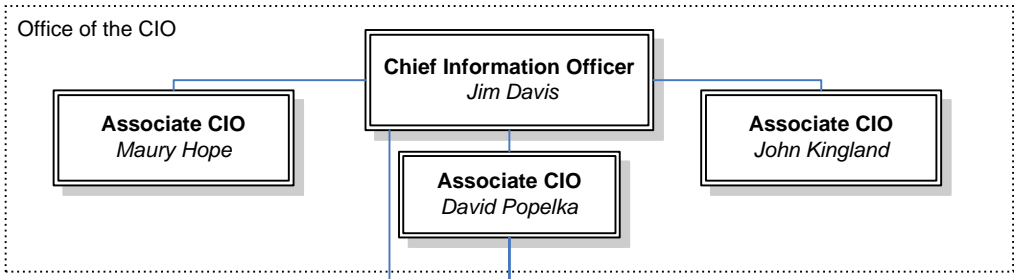 Office of the CIO
Chief Information Officer
Jim Davis
Associate CIO
Maury Hope
Associate CIO
David Popelka
Associate CIO
John Kingland